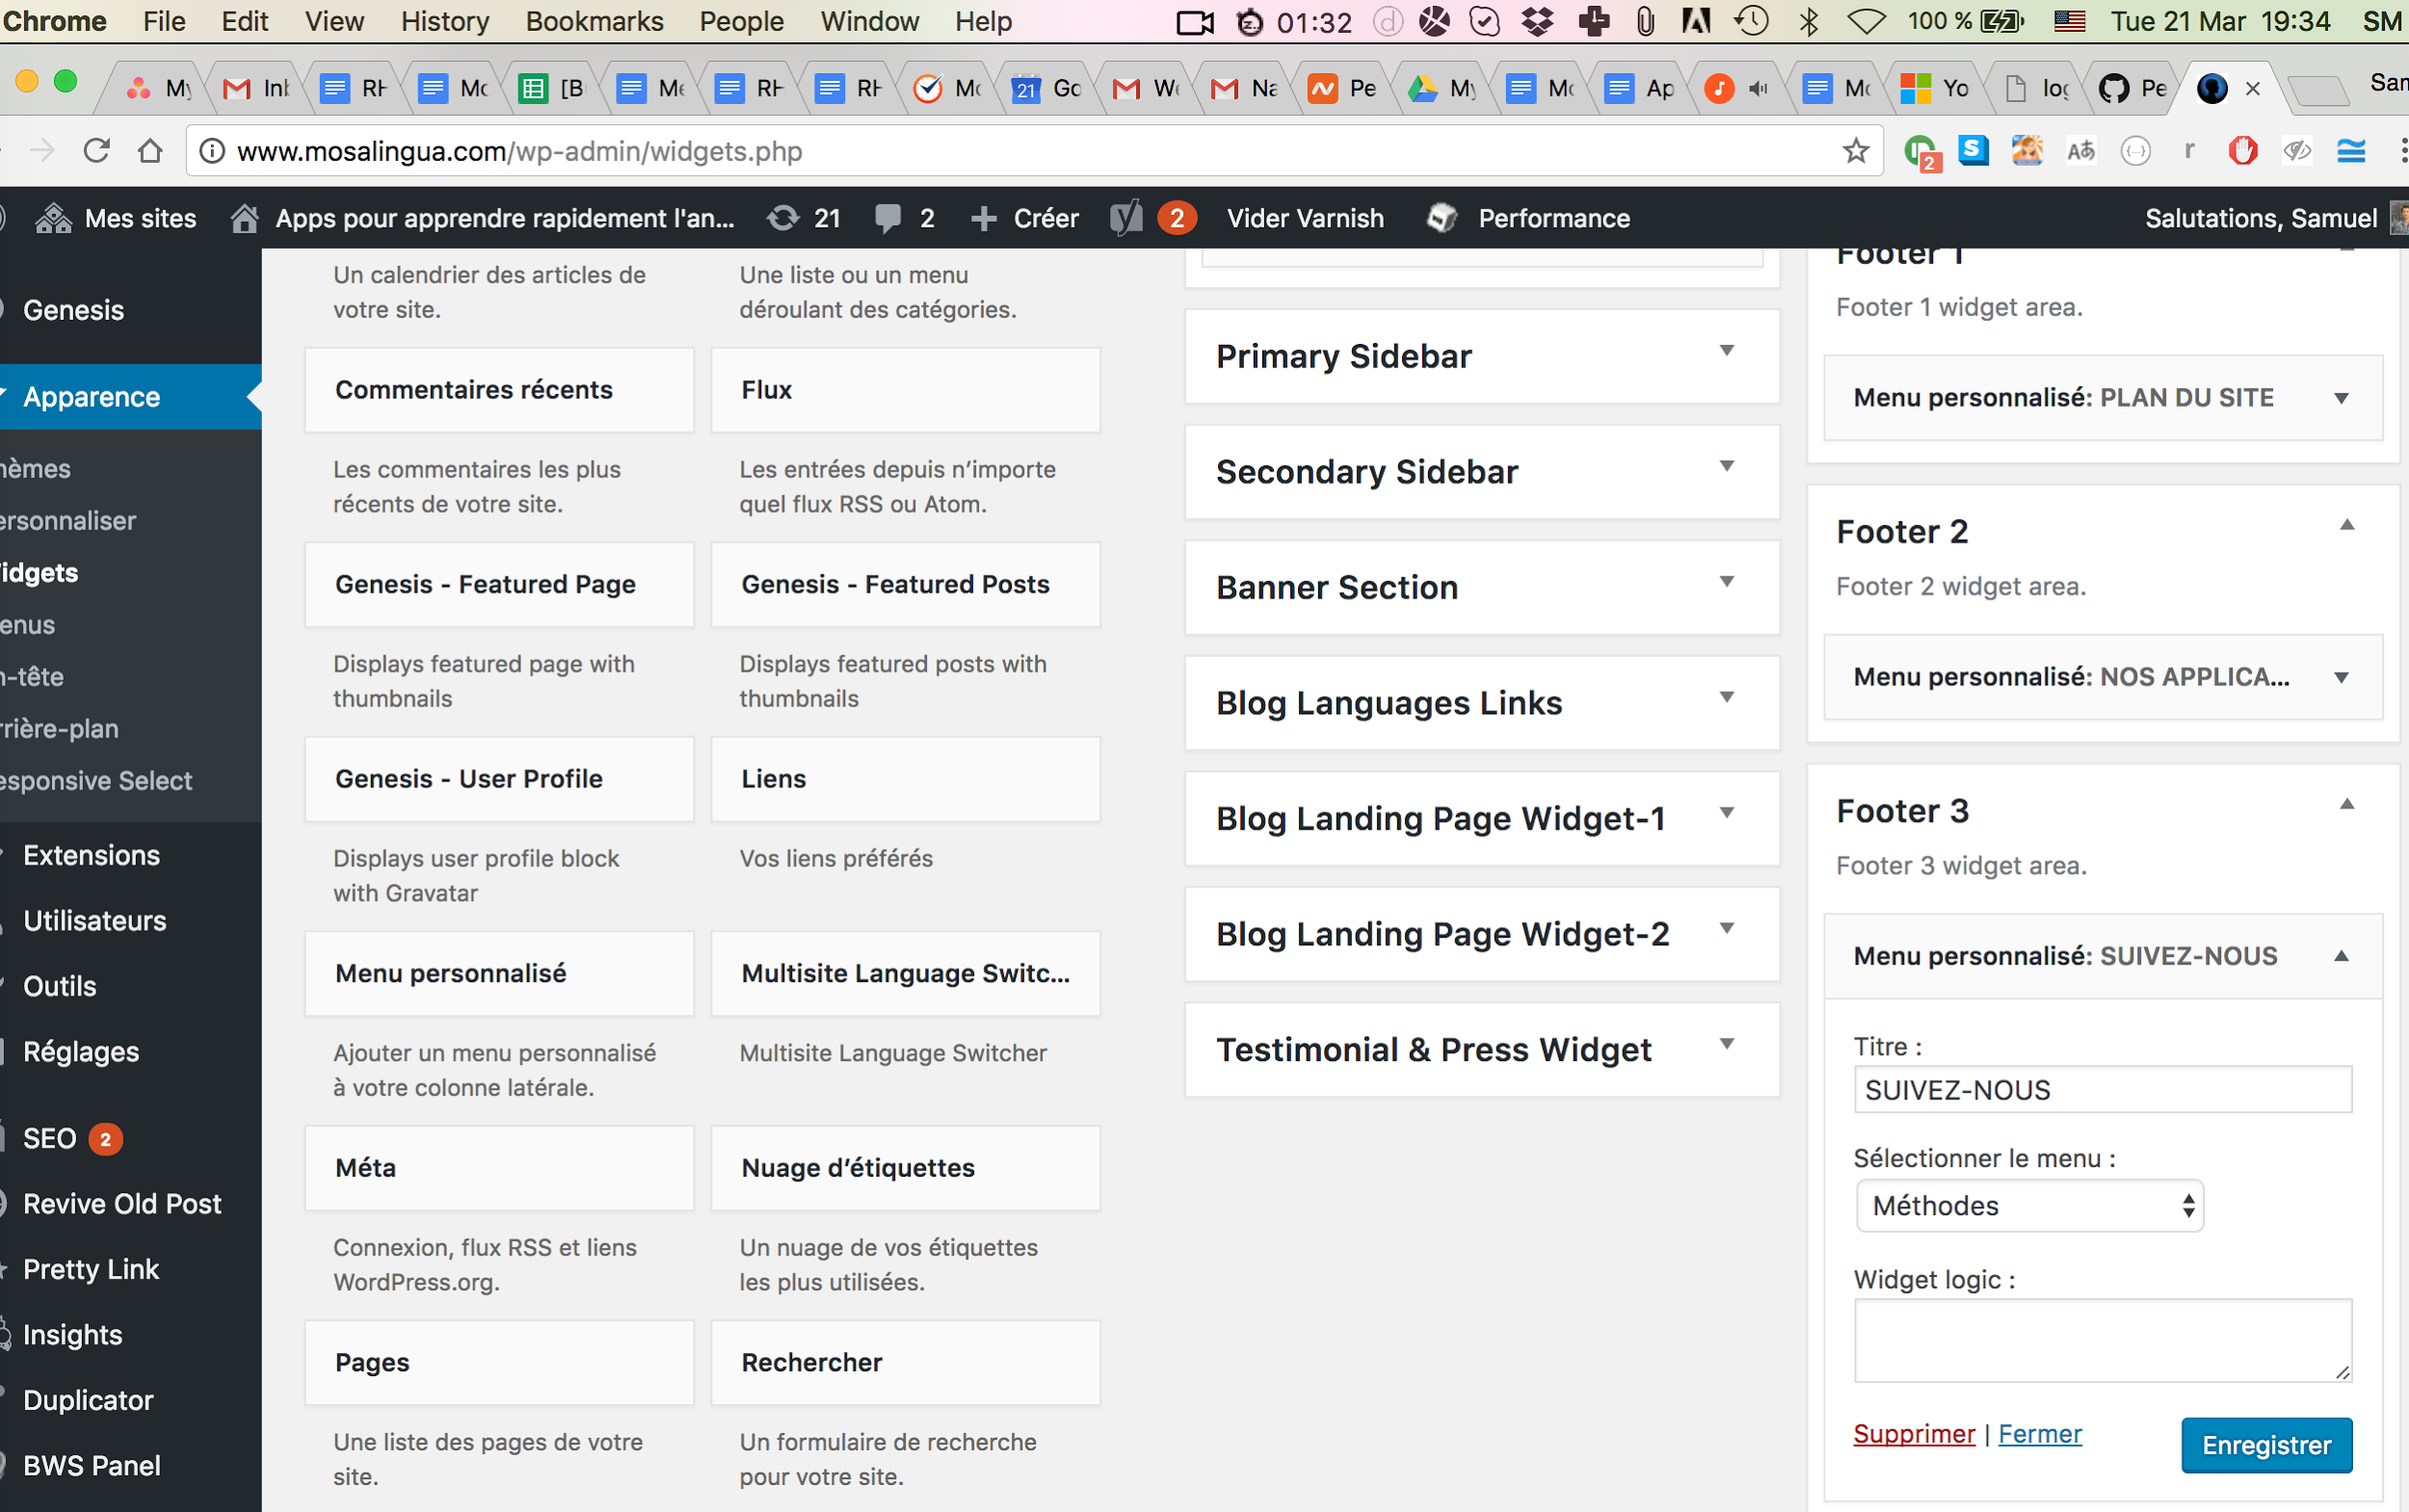 Chrome File Edit View History Bookmarks People Window Help 01:32 100 % Tue 21 Mar 19:34 SM
My Inb RH Mo [B Me RH RH Mo 21 Go We Na Pe My Mo Ap Mo Yo log Pe × Sam
www.mosalingua.com/wp-admin/widgets.php 2 S Aあ {...} r
Mes sites Apps pour apprendre rapidement l'an... 21 2 + Créer 2 Vider Varnish Performance Salutations, Samuel
Genesis
Apparence
hèmes
ersonnaliser
idgets
enus
n-tête
rrière-plan
esponsive Select
Extensions
Utilisateurs
Outils
Réglages
SEO 2
Revive Old Post
Pretty Link
Insights
Duplicator
BWS Panel
Un calendrier des articles de
votre site.
Une liste ou un menu
déroulant des catégories.
Commentaires récents
Les commentaires les plus
récents de votre site.
Flux
Les entrées depuis n’importe
quel flux RSS ou Atom.
Genesis - Featured Page
Displays featured page with
thumbnails
Genesis - Featured Posts
Displays featured posts with
thumbnails
Genesis - User Profile
Displays user profile block
with Gravatar
Liens
Vos liens préférés
Menu personnalisé
Ajouter un menu personnalisé
à votre colonne latérale.
Multisite Language Switc...
Multisite Language Switcher
Méta
Connexion, flux RSS et liens
WordPress.org.
Nuage d’étiquettes
Un nuage de vos étiquettes
les plus utilisées.
Pages
Une liste des pages de votre
site.
Rechercher
Un formulaire de recherche
pour votre site.
Primary Sidebar
Secondary Sidebar
Banner Section
Blog Languages Links
Blog Landing Page Widget-1
Blog Landing Page Widget-2
Testimonial & Press Widget
Footer 1
Footer 1 widget area.
Menu personnalisé: PLAN DU SITE
Footer 2
Footer 2 widget area.
Menu personnalisé: NOS APPLICA...
Footer 3
Footer 3 widget area.
Menu personnalisé: SUIVEZ-NOUS
Titre :
SUIVEZ-NOUS
Sélectionner le menu :
Méthodes
Widget logic :
Supprimer | Fermer
Enregistrer